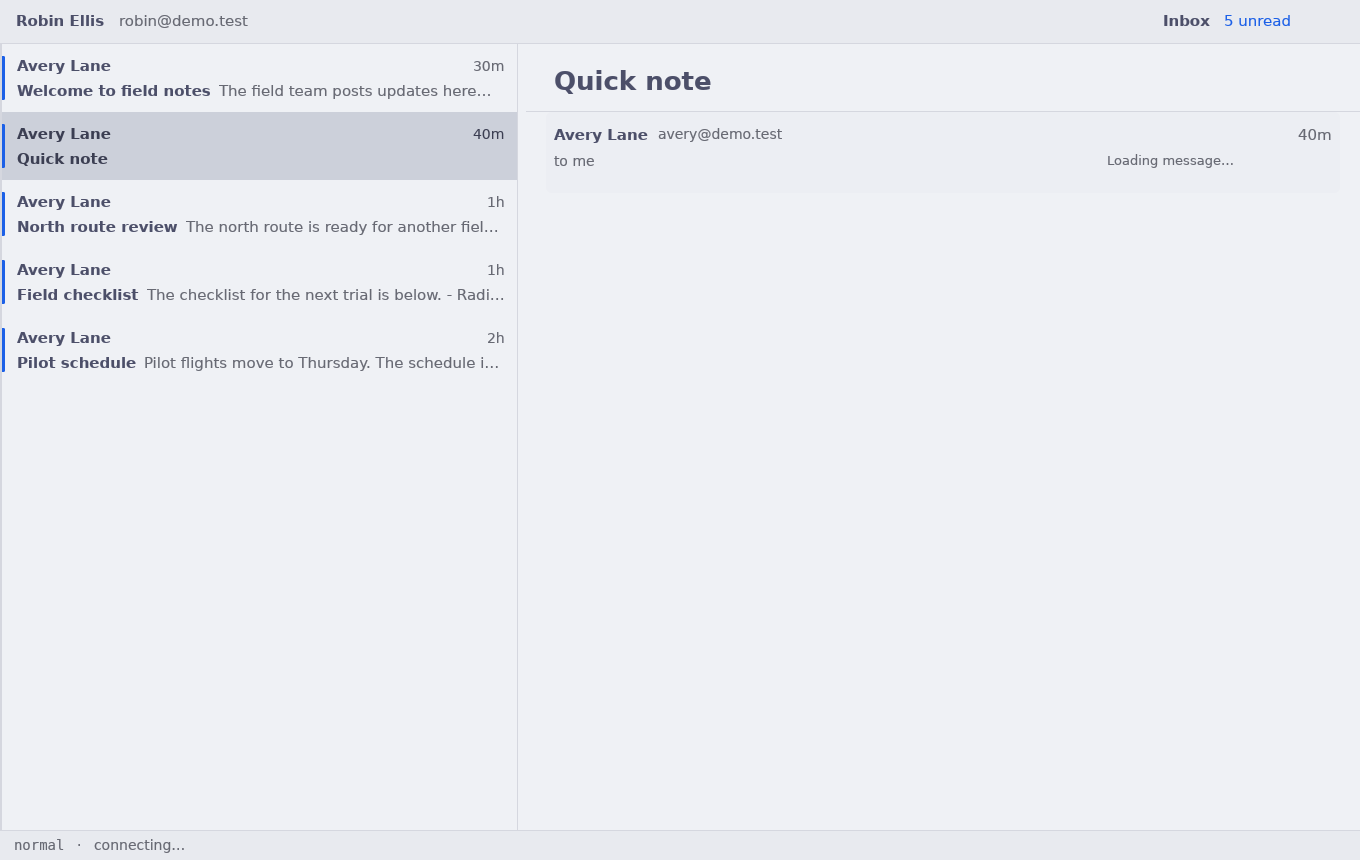 Robin Ellis robin@demo.test Inbox 5 unread
Avery Lane 30m
Welcome to field notes The field team posts updates here…
Avery Lane 40m
Quick note
Avery Lane 1h
North route review The north route is ready for another fiel…
Avery Lane 1h
Field checklist The checklist for the next trial is below. - Radi…
Avery Lane 2h
Pilot schedule Pilot flights move to Thursday. The schedule i…
Quick note
Avery Lane avery@demo.test 40m
to me Loading message…
normal · connecting…